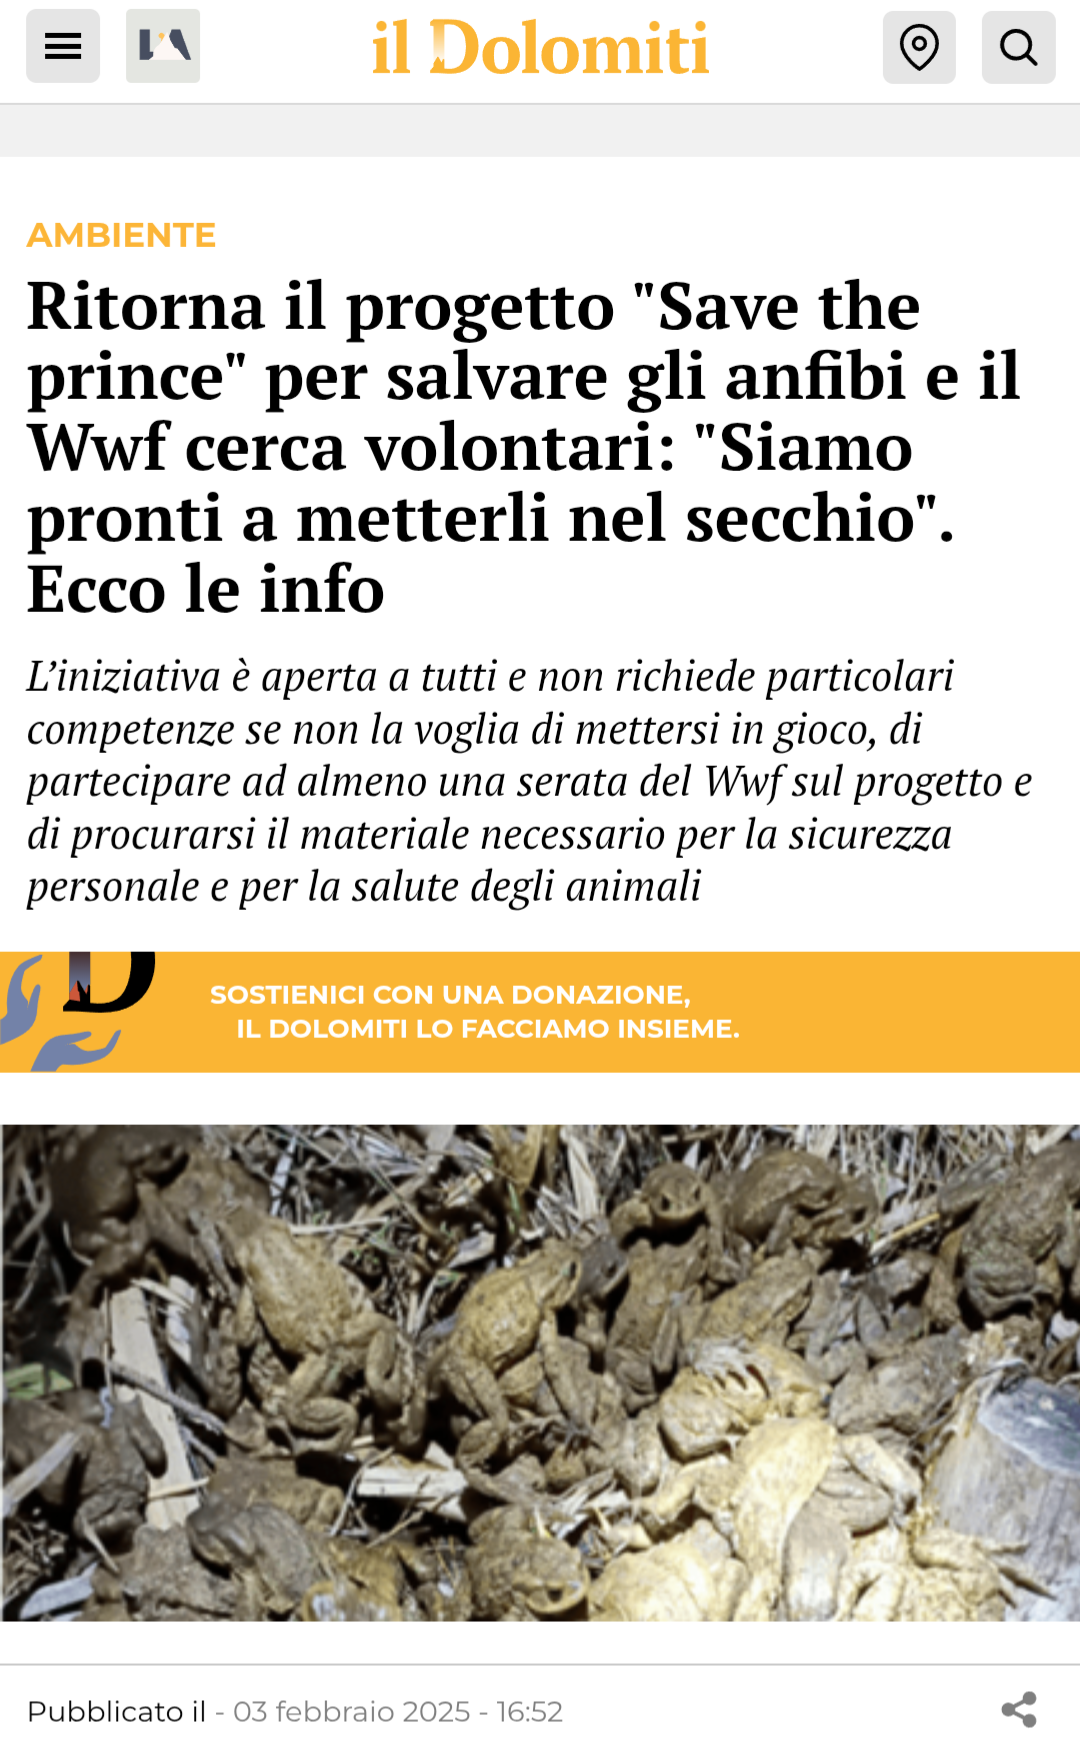 il Dolomiti
AMBIENTE
Ritorna il progetto "Save the
prince" per salvare gli anfibi e il
Wwf cerca volontari: "Siamo
pronti a metterli nel secchio".
Ecco le info
L’iniziativa è aperta a tutti e non richiede particolari
competenze se non la voglia di mettersi in gioco, di
partecipare ad almeno una serata del Wwf sul progetto e
di procurarsi il materiale necessario per la sicurezza
personale e per la salute degli animali
D
SOSTIENICI CON UNA DONAZIONE,
IL DOLOMITI LO FACCIAMO INSIEME.
Pubblicato il - 03 febbraio 2025 - 16:52